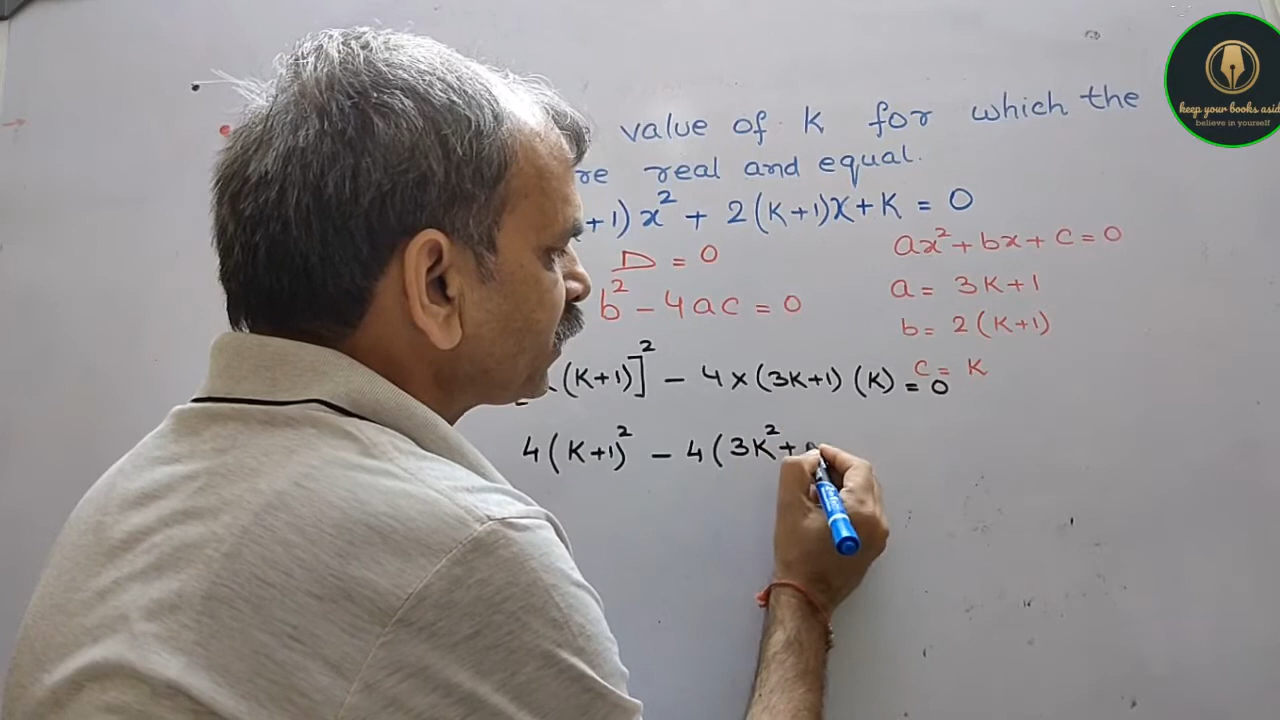 value of K for which the
re real and equal.
+1)x² + 2(K+1)x+K = 0
D = 0
b² - 4ac = 0
ax²+bx+c=0
a = 3K+1
b = 2(K+1)
c = K
(K+1)]² - 4×(3K+1)(K) = 0
4(K+1)² - 4(3K²+
keep your books asid
believe in yourself